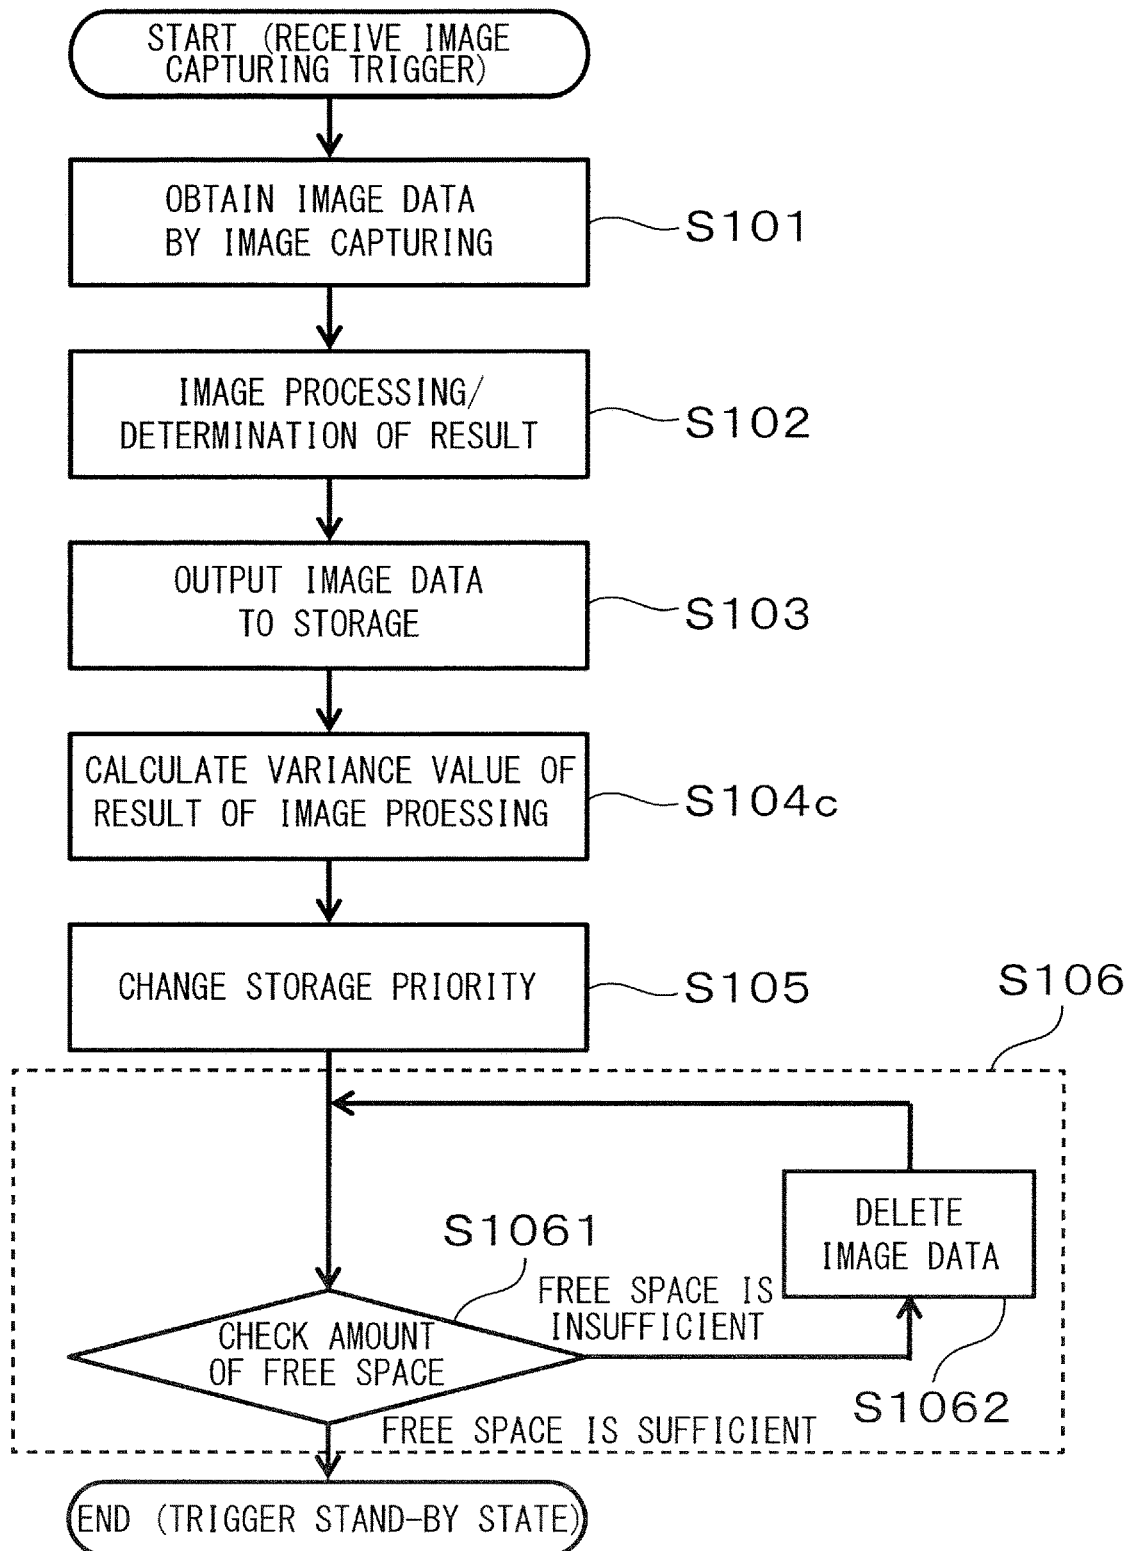 START (RECEIVE IMAGE
CAPTURING TRIGGER)
OBTAIN IMAGE DATA
BY IMAGE CAPTURING
S101
IMAGE PROCESSING/
DETERMINATION OF RESULT
S102
OUTPUT IMAGE DATA
TO STORAGE
S103
CALCULATE VARIANCE VALUE OF
RESULT OF IMAGE PROESSING
S104c
CHANGE STORAGE PRIORITY
S105
S106
DELETE
IMAGE DATA
S1061
FREE SPACE IS
INSUFFICIENT
CHECK AMOUNT
OF FREE SPACE
S1062
FREE SPACE IS SUFFICIENT
END (TRIGGER STAND-BY STATE)